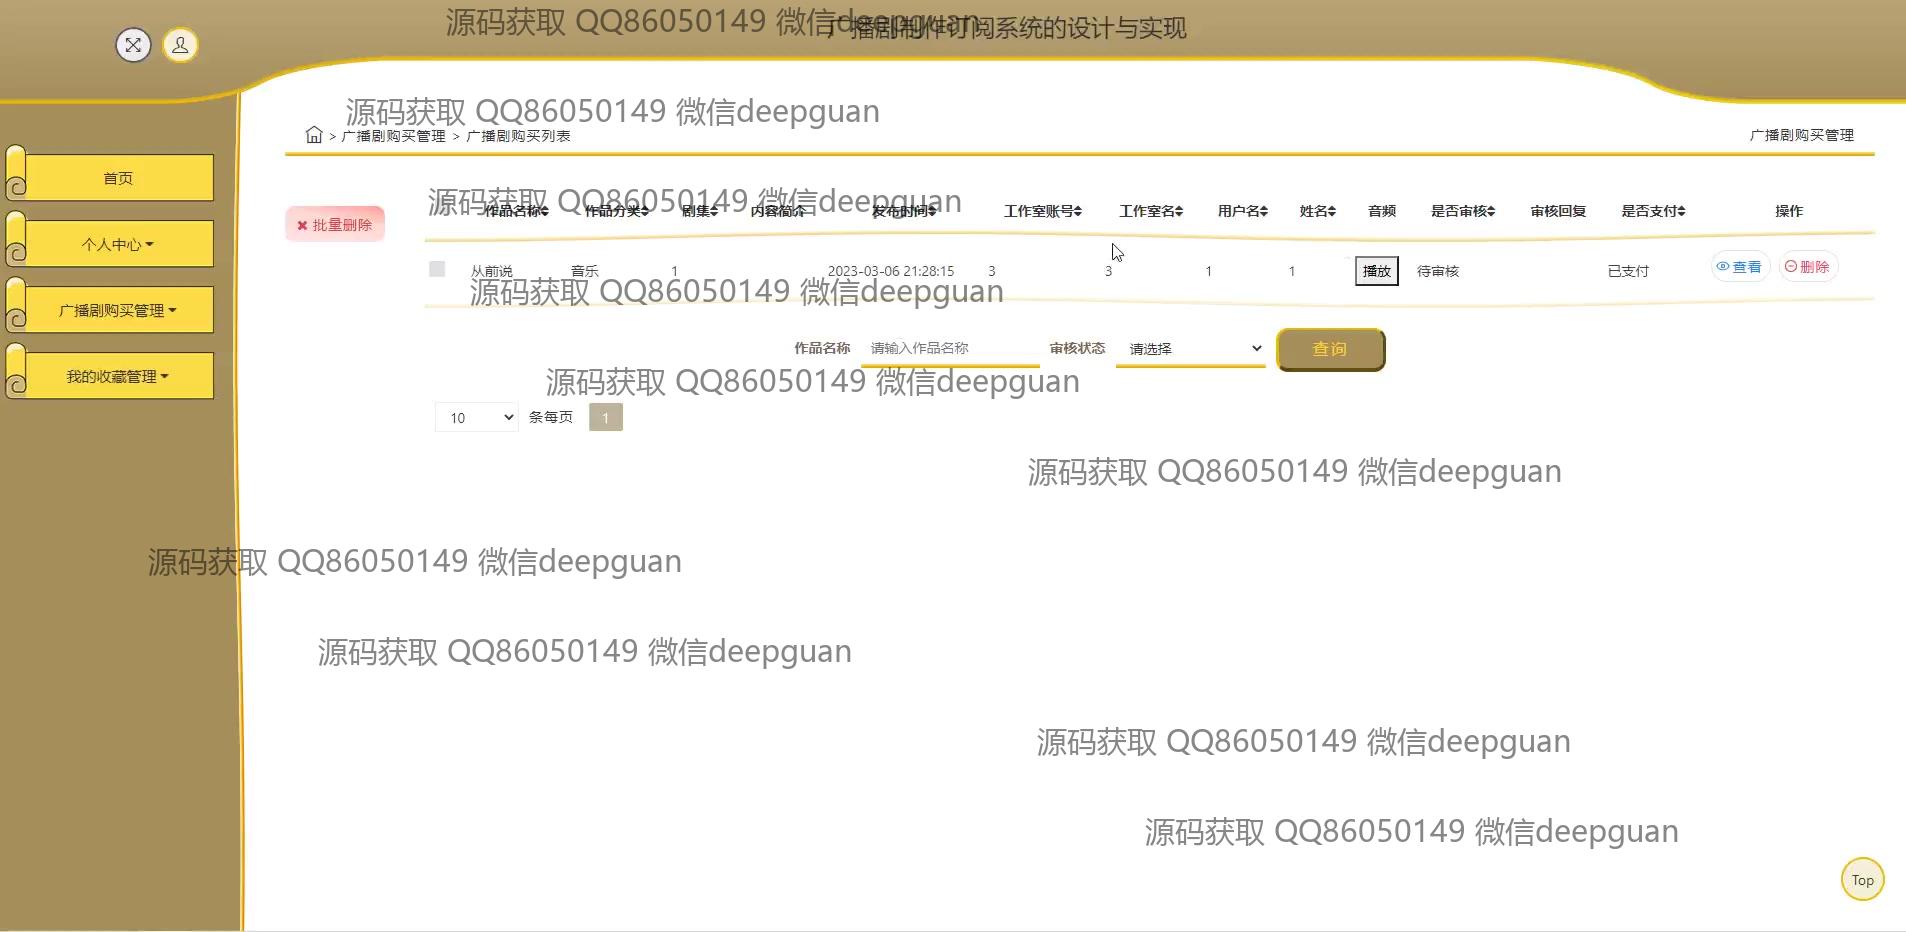 源码获取 QQ86050149 微信deepguan
广播剧制作订阅系统的设计与实现
源码获取 QQ86050149 微信deepguan
> 广播剧购买管理 > 广播剧购买列表
广播剧购买管理
首页
个人中心
广播剧购买管理
我的收藏管理
批量删除
源码获取 QQ86050149 微信deepguan
作品名称 作品分类 剧集 内容简介 发布时间 工作室账号 工作室名 用户名 姓名 音频 是否审核 审核回复 是否支付 操作
从前说 音乐 1 2023-03-06 21:28:15 3 3 1 1 播放 待审核 已支付 查看 删除
源码获取 QQ86050149 微信deepguan
作品名称 请输入作品名称 审核状态 请选择 查询
源码获取 QQ86050149 微信deepguan
10 条每页 1
源码获取 QQ86050149 微信deepguan
源码获取 QQ86050149 微信deepguan
源码获取 QQ86050149 微信deepguan
源码获取 QQ86050149 微信deepguan
源码获取 QQ86050149 微信deepguan
Top